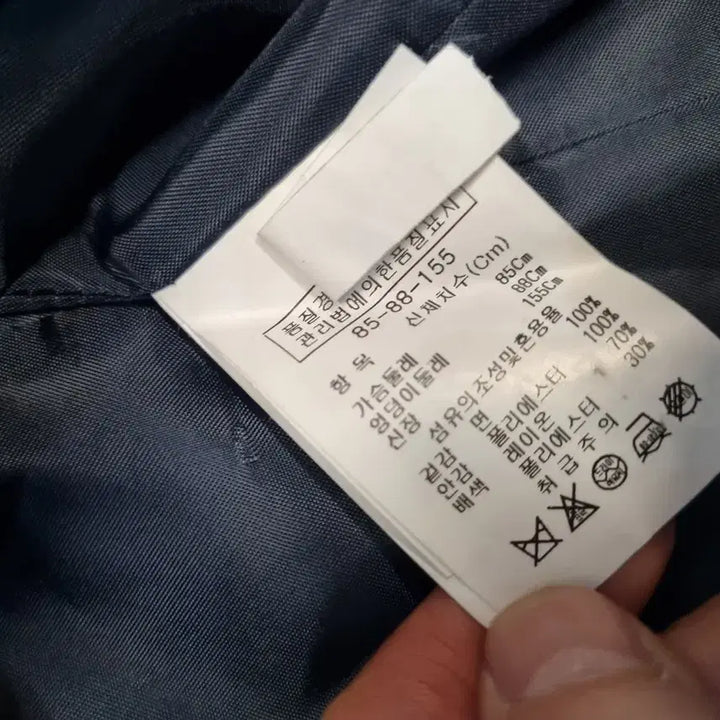 품질경
관리법에의한품질표시
85-88-155
항 목 신체치수(Cm)
가슴둘레 85Cm
엉덩이둘레 88Cm
신장 155Cm
섬유의조성및혼용율
겉감 면 100%
안감 폴리에스터 100%
배색 레이온 70%
폴리에스터 30%
취 급 주 의